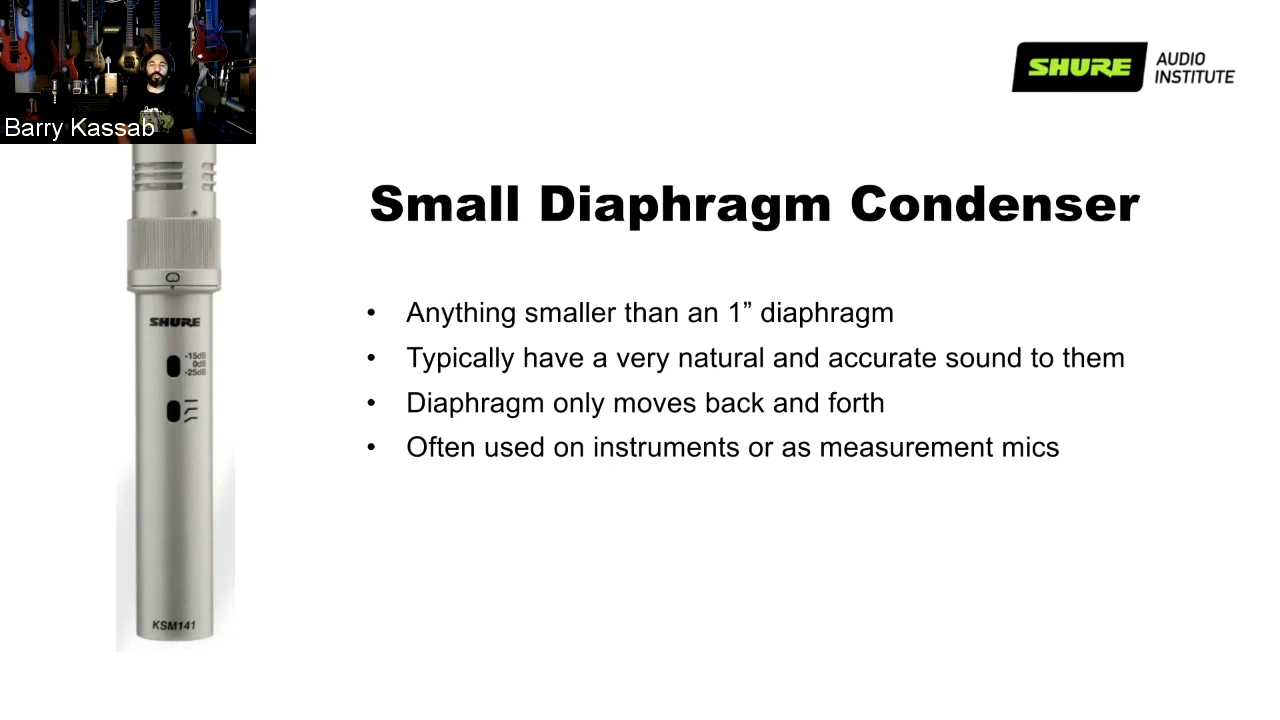 Barry Kassab
SHURE AUDIO
INSTITUTE
Small Diaphragm Condenser
• Anything smaller than an 1” diaphragm
• Typically have a very natural and accurate sound to them
• Diaphragm only moves back and forth
• Often used on instruments or as measurement mics
SHURE
-15dB
0dB
-25dB
KSM141